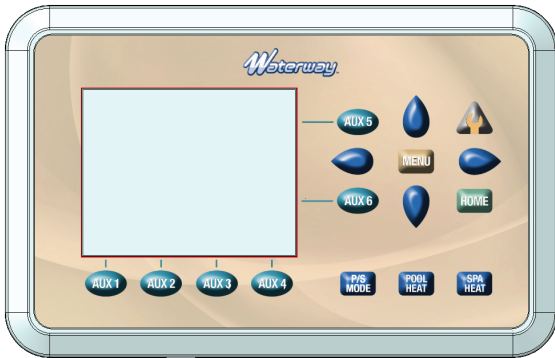 Waterway
AUX 5
MENU
AUX 6
HOME
AUX 1
AUX 2
AUX 3
AUX 4
P/S
MODE
POOL
HEAT
SPA
HEAT